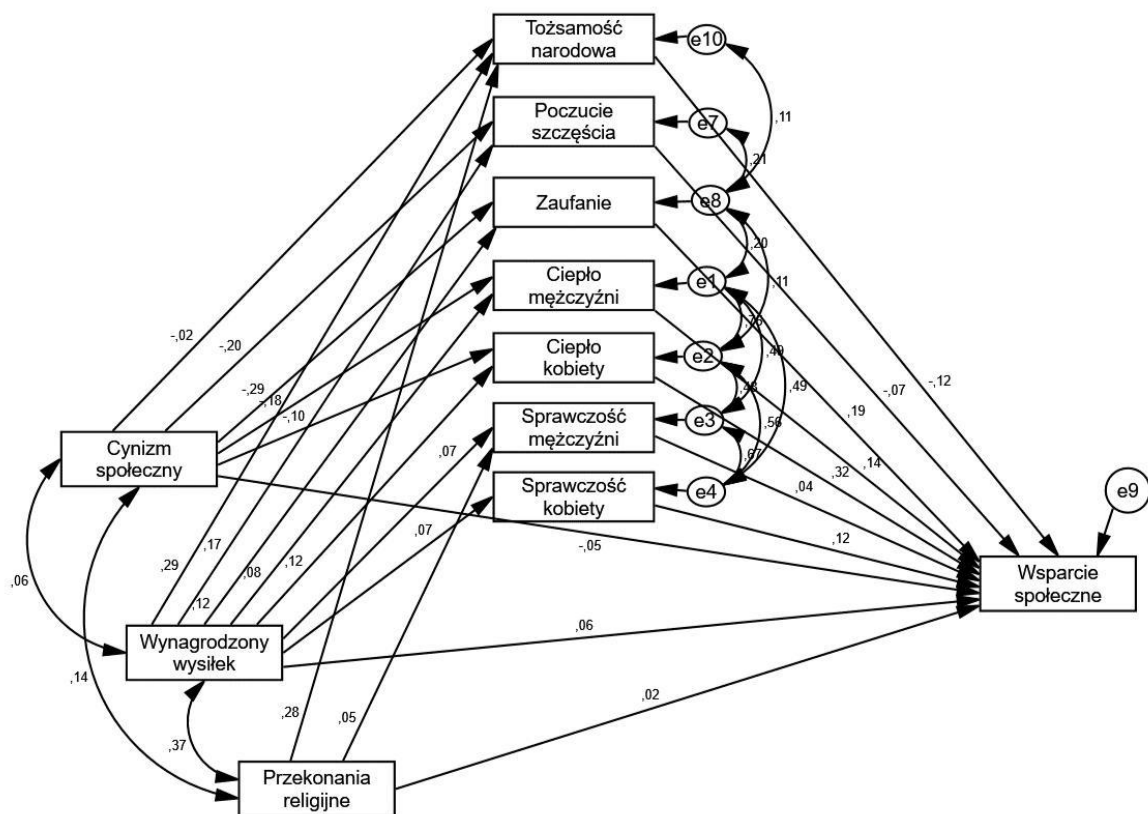 Tożsamość
narodowa
e10
Poczucie
szczęścia
e7
,11
,21
Zaufanie
e8
,20
Ciepło
mężczyźni
e1
,11
,76
Ciepło
kobiety
e2
-,02
-,20
,49
-,29
-,18
-,10
,48
,49
-,07
-,12
Sprawczość
mężczyźni
e3
,19
,56
Cynizm
społeczny
,07
,67
,14
,32
,04
Sprawczość
kobiety
e4
e9
,07
,12
-,05
,17
,29
,08
,12
,06
,12
Wsparcie
społeczne
Wynagrodzony
wysiłek
,06
,14
,02
,28
,05
,37
Przekonania
religijne